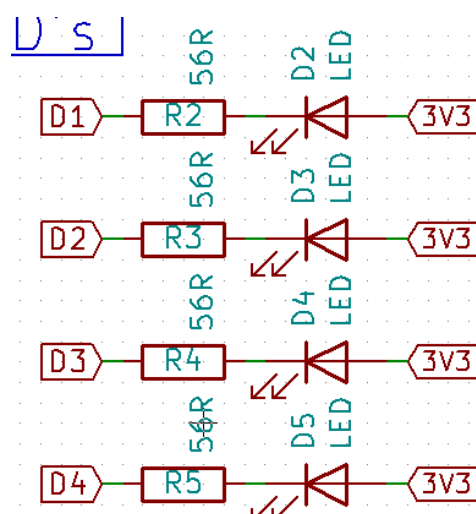 D's
56R D2 LED
D1 R2 3V3
56R D3 LED
D2 R3 3V3
56R D4 LED
D3 R4 3V3
56R D5 LED
D4 R5 3V3